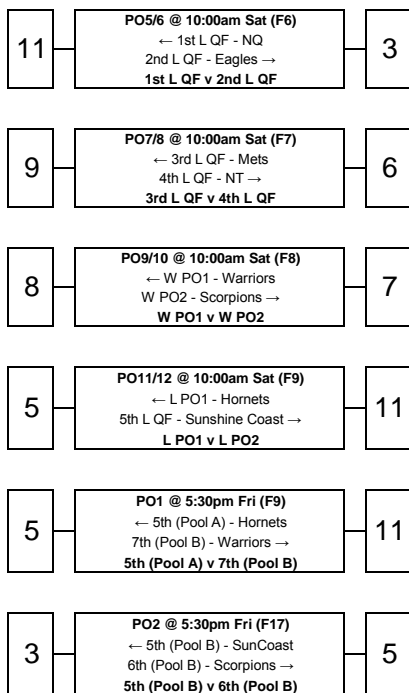 PO5/6 @ 10:00am Sat (F6)
11
← 1st L QF - NQ
2nd L QF - Eagles →
1st L QF v 2nd L QF
3
PO7/8 @ 10:00am Sat (F7)
9
← 3rd L QF - Mets
4th L QF - NT →
3rd L QF v 4th L QF
6
PO9/10 @ 10:00am Sat (F8)
8
← W PO1 - Warriors
W PO2 - Scorpions →
W PO1 v W PO2
7
PO11/12 @ 10:00am Sat (F9)
5
← L PO1 - Hornets
5th L QF - Sunshine Coast →
L PO1 v L PO2
11
PO1 @ 5:30pm Fri (F9)
5
← 5th (Pool A) - Hornets
7th (Pool B) - Warriors →
5th (Pool A) v 7th (Pool B)
11
PO2 @ 5:30pm Fri (F17)
3
← 5th (Pool B) - SunCoast
6th (Pool B) - Scorpions →
5th (Pool B) v 6th (Pool B)
5